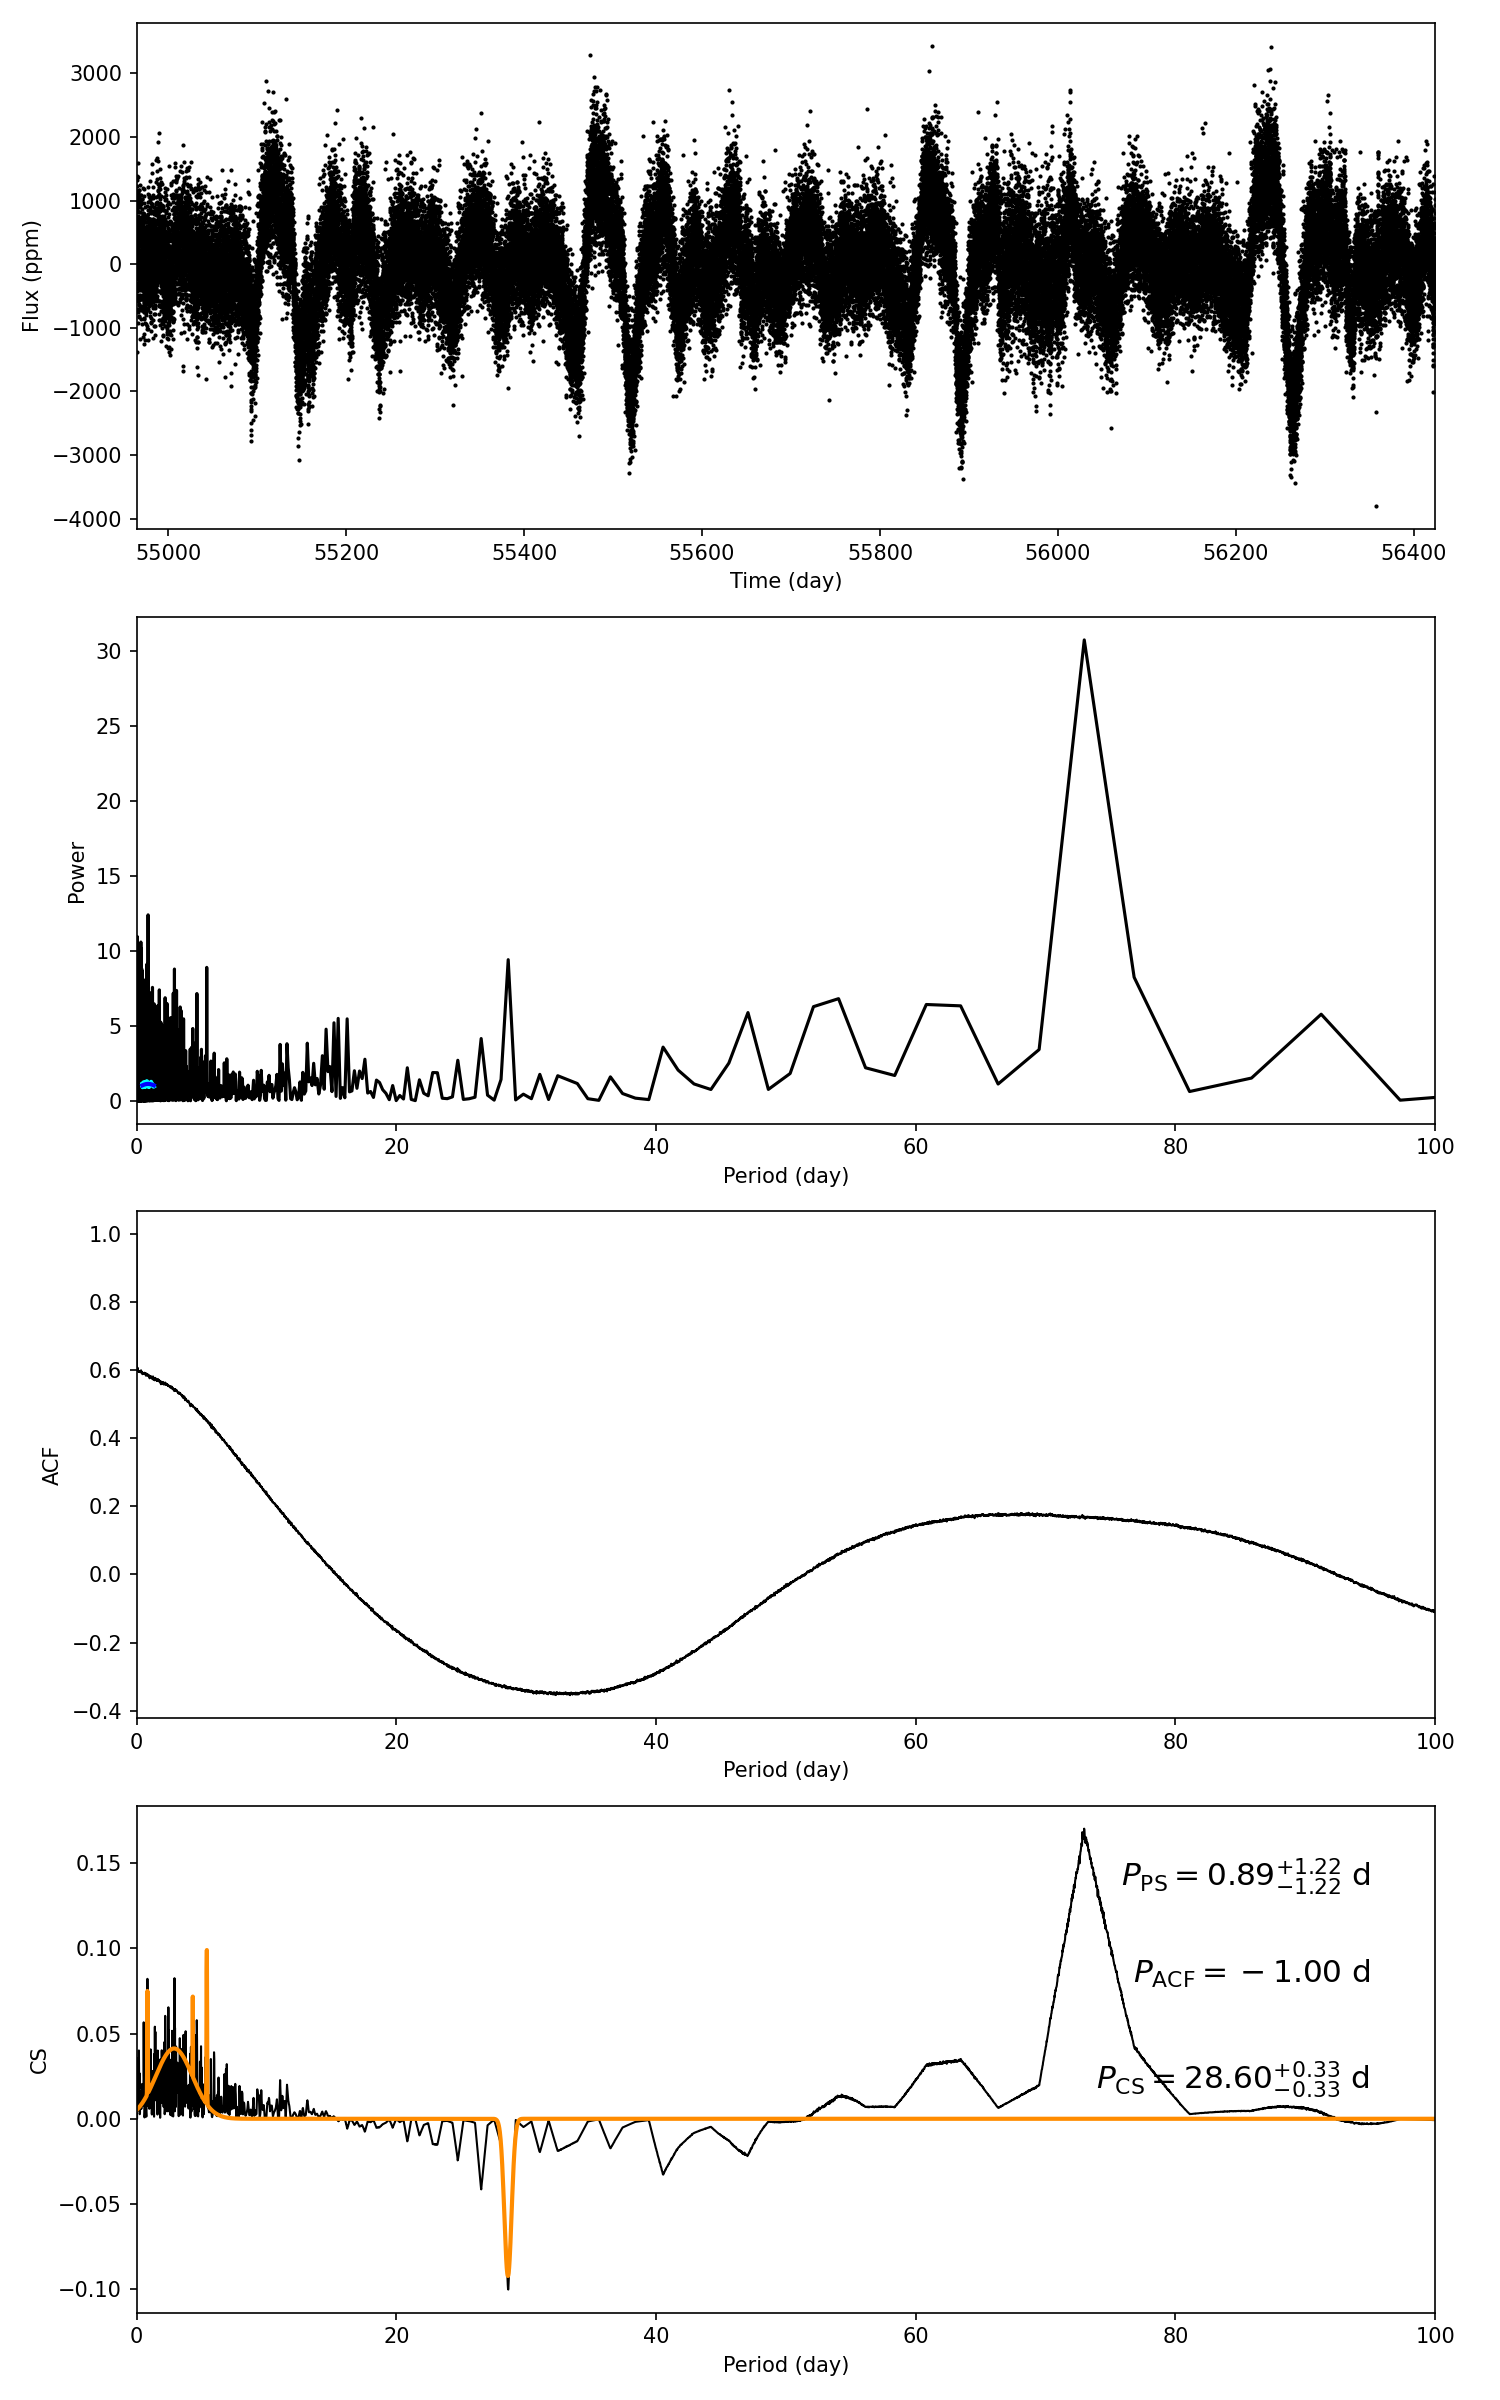 3000
2000
1000
0
−1000
−2000
−3000
−4000
Flux (ppm)
55000 55200 55400 55600 55800 56000 56200 56400
Time (day)
30
25
20
15
10
5
0
Power
0 20 40 60 80 100
Period (day)
1.0
0.8
0.6
0.4
0.2
0.0
−0.2
−0.4
ACF
0 20 40 60 80 100
Period (day)
0.15
0.10
0.05
0.00
−0.05
−0.10
CS
P_PS = 0.89^{+1.22}_{−1.22} d
P_ACF = −1.00 d
P_CS = 28.60^{+0.33}_{−0.33} d
0 20 40 60 80 100
Period (day)